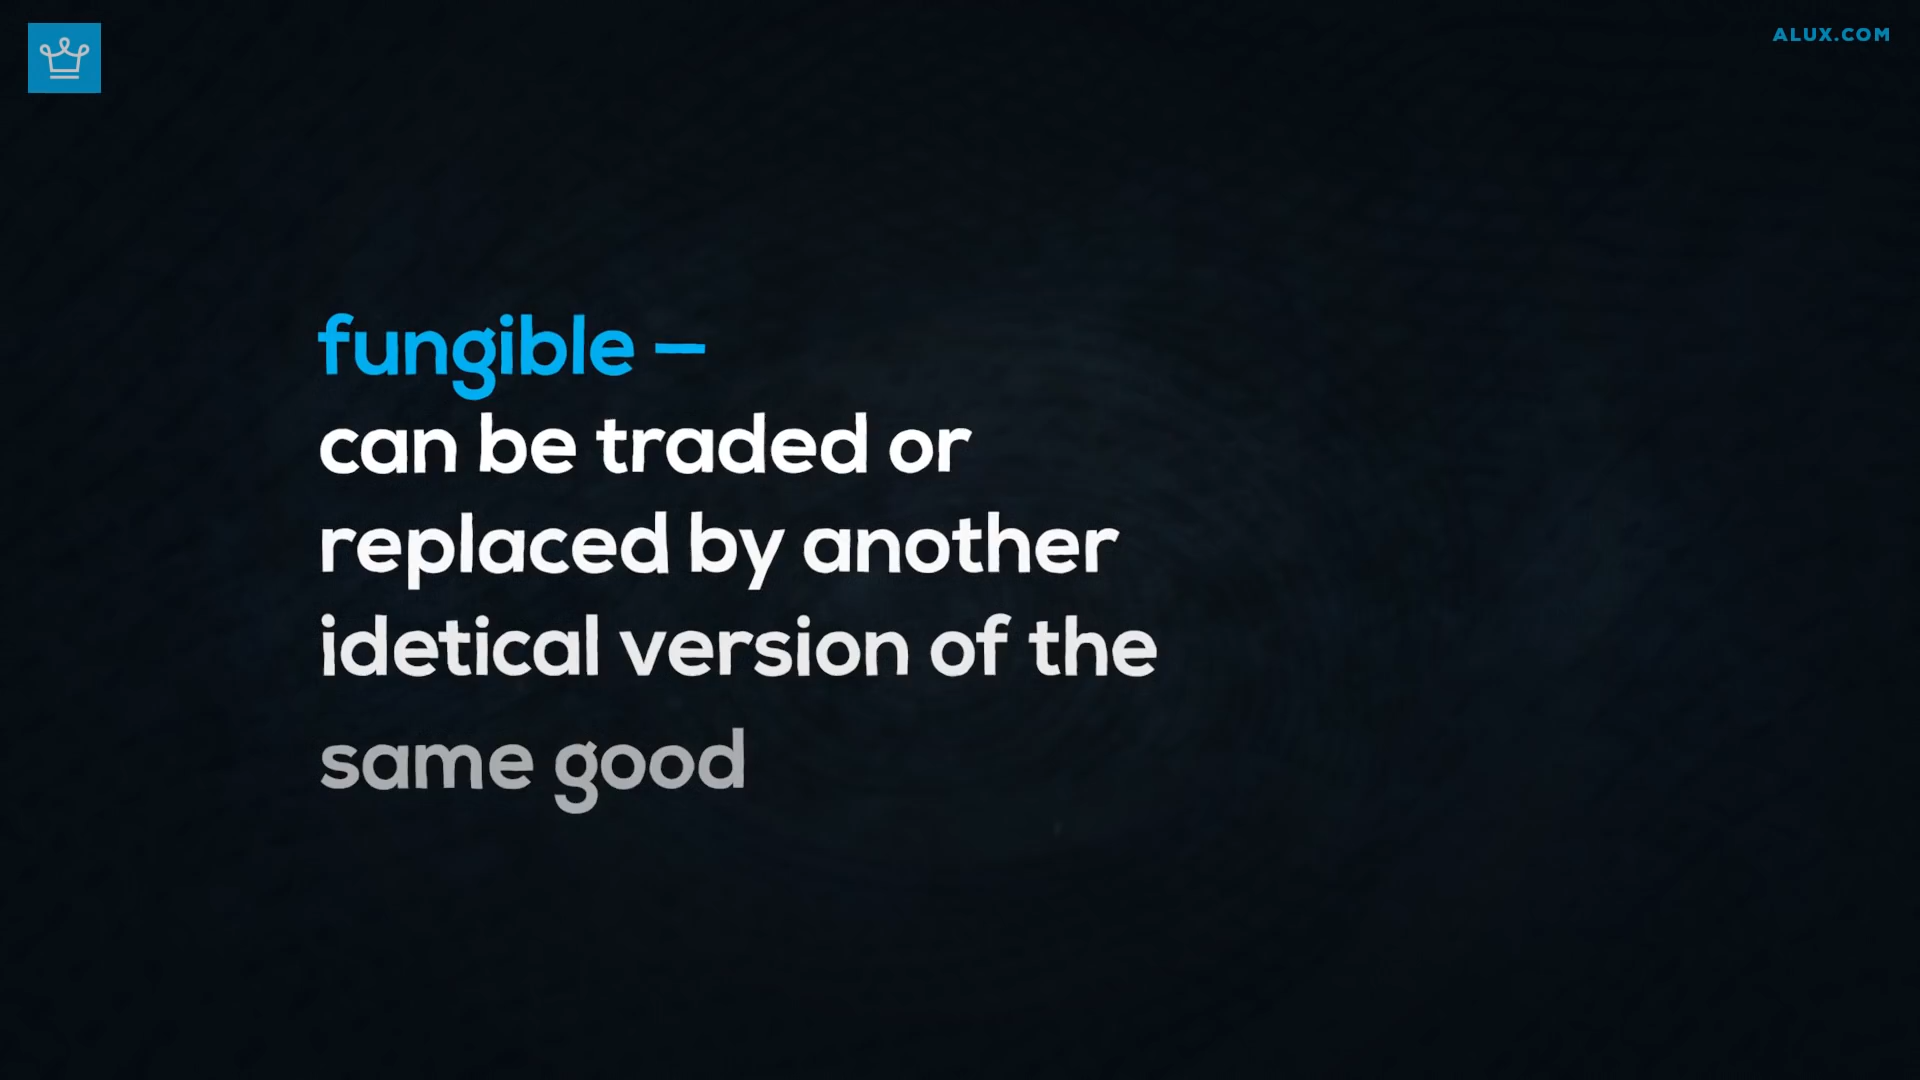 ALUX.COM
fungible –
can be traded or
replaced by another
idetical version of the
same good